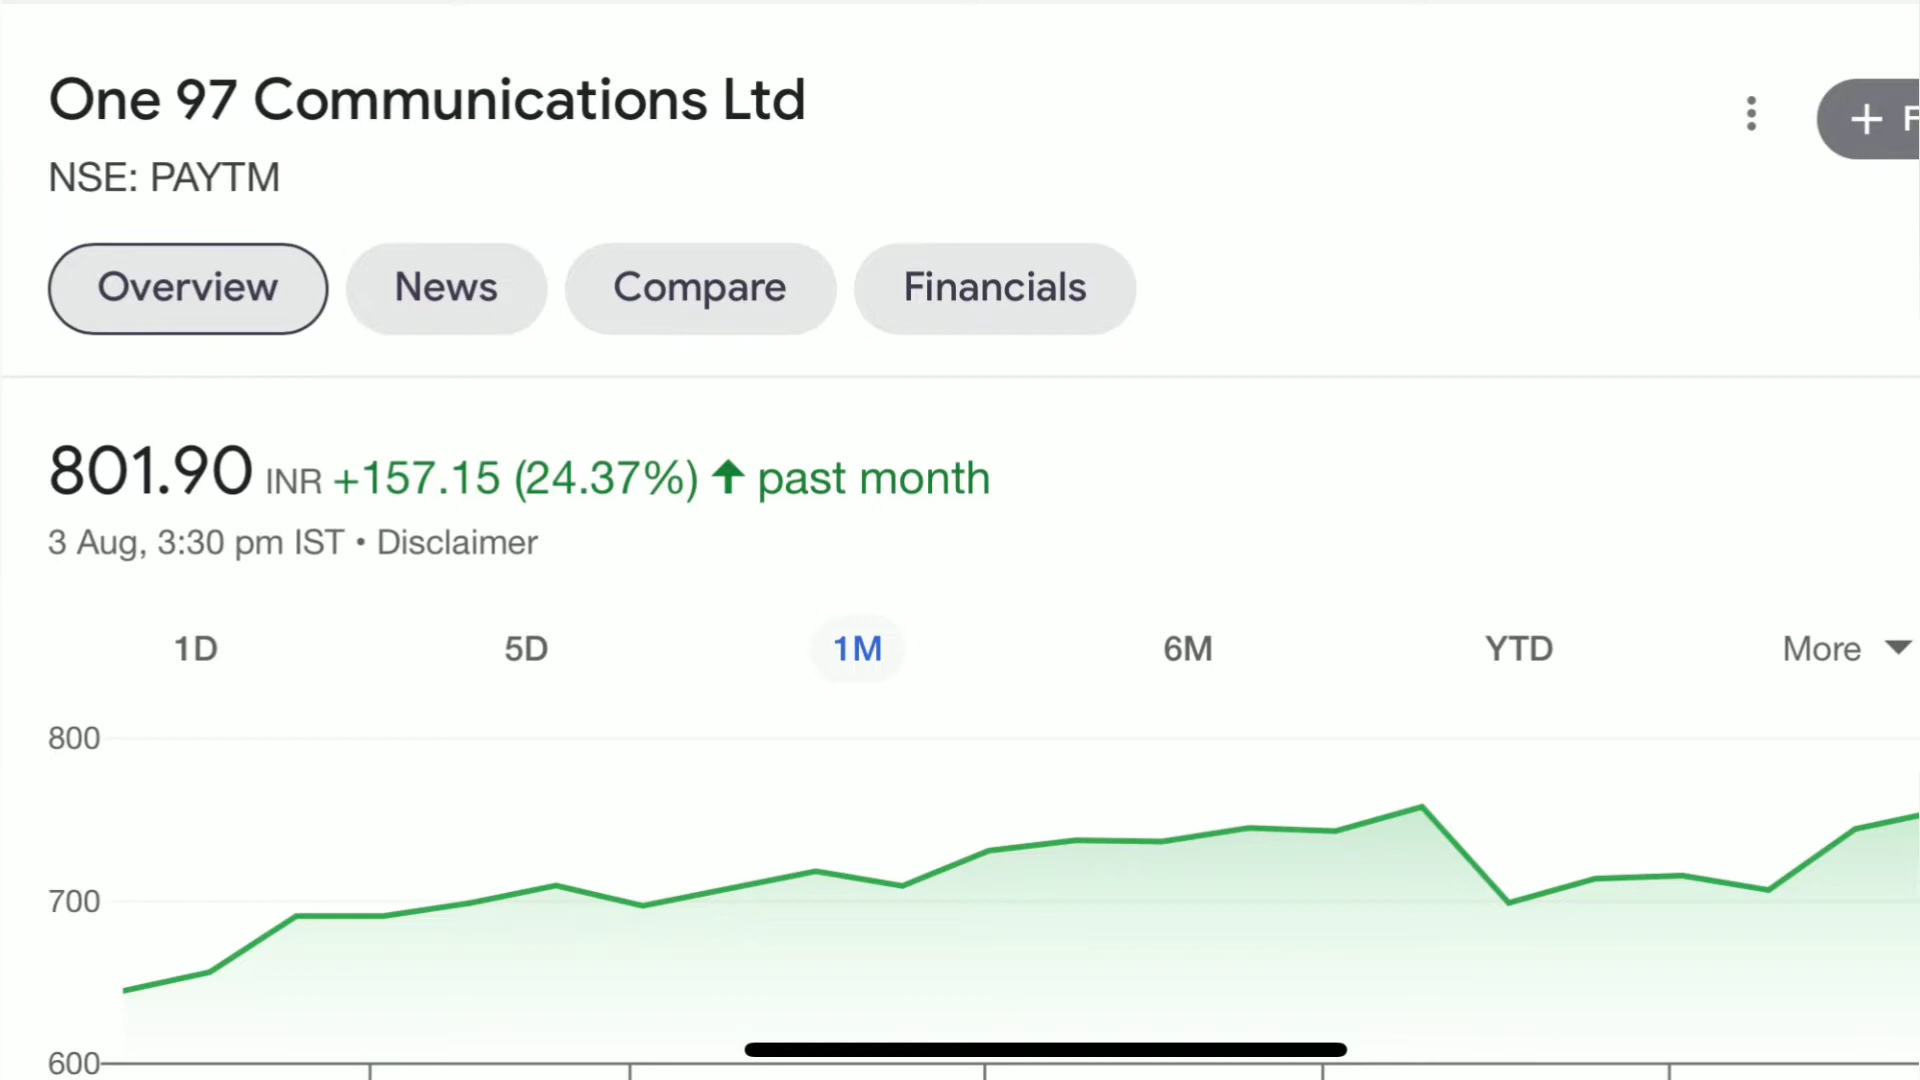 One 97 Communications Ltd
NSE: PAYTM
Overview News Compare Financials
801.90 INR +157.15 (24.37%) ↑ past month
3 Aug, 3:30 pm IST • Disclaimer
1D 5D 1M 6M YTD More
800
700
600
+ F